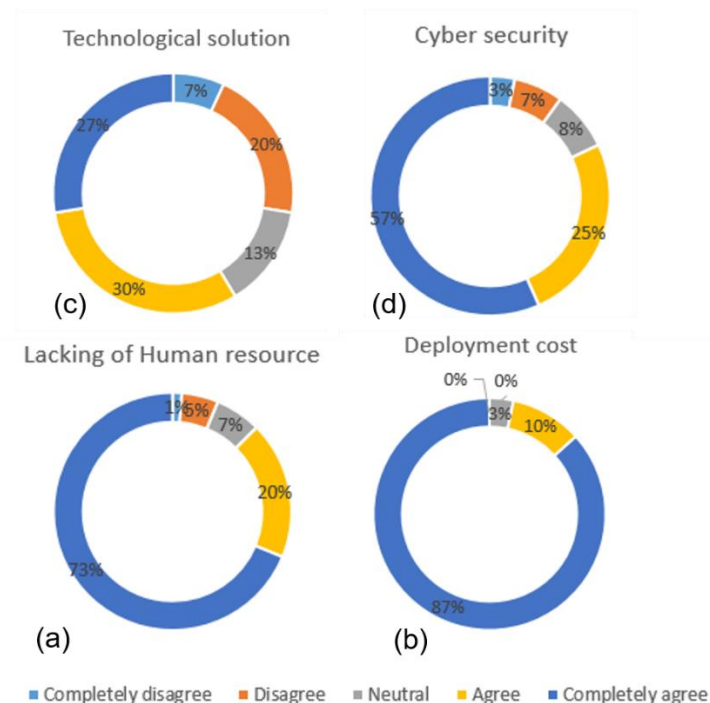 Technological solution
7%
20%
13%
30%
27%
(c)
Cyber security
3%
7%
8%
25%
57%
(d)
Lacking of Human resource
1%
5%
7%
20%
73%
(a)
Deployment cost
0%
0%
3%
10%
87%
(b)
Completely disagree
Disagree
Neutral
Agree
Completely agree